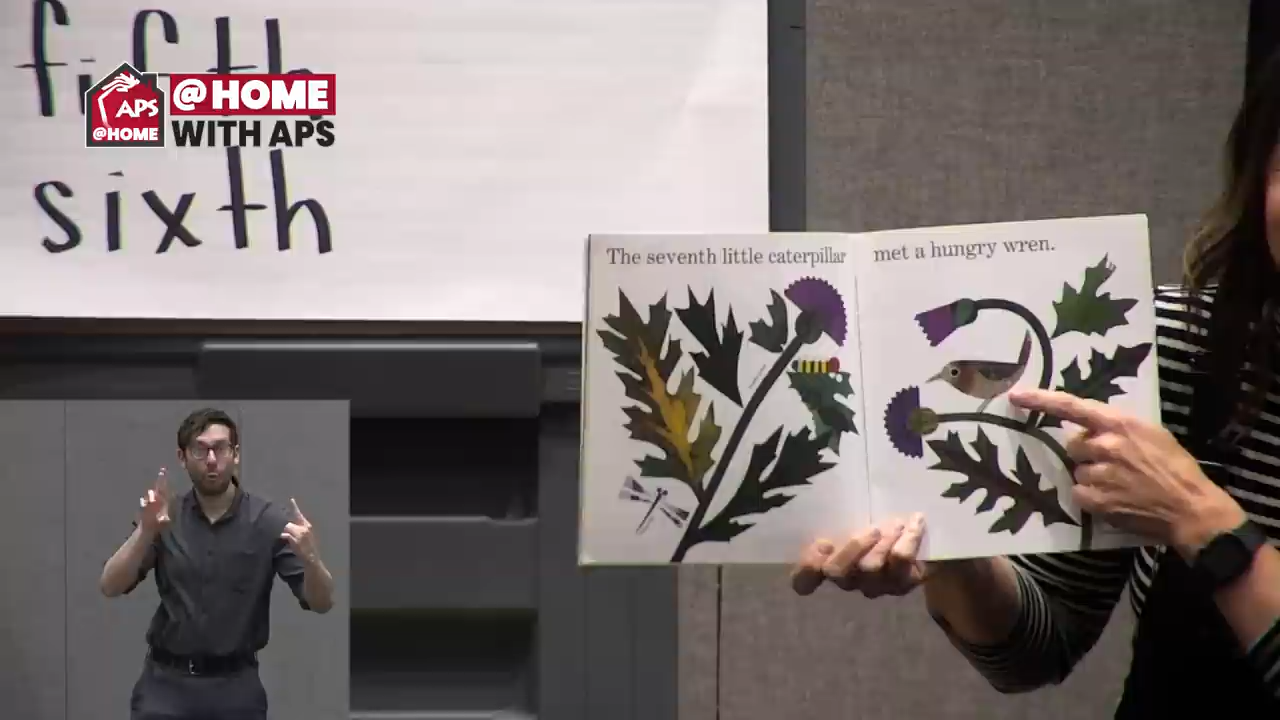 fifth
APS
@HOME
@HOME
WITH APS
sixth
The seventh little caterpillar
met a hungry wren.